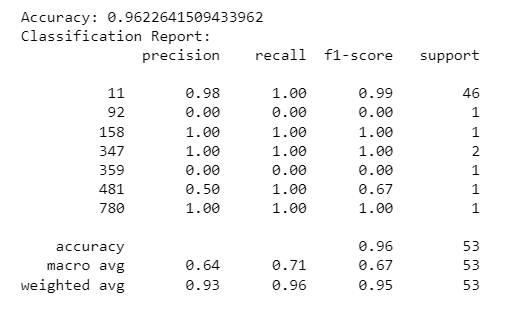 Accuracy: 0.9622641509433962
Classification Report:
precision recall f1-score support
11 0.98 1.00 0.99 46
92 0.00 0.00 0.00 1
158 1.00 1.00 1.00 1
347 1.00 1.00 1.00 2
359 0.00 0.00 0.00 1
481 0.50 1.00 0.67 1
780 1.00 1.00 1.00 1
accuracy 0.96 53
macro avg 0.64 0.71 0.67 53
weighted avg 0.93 0.96 0.95 53